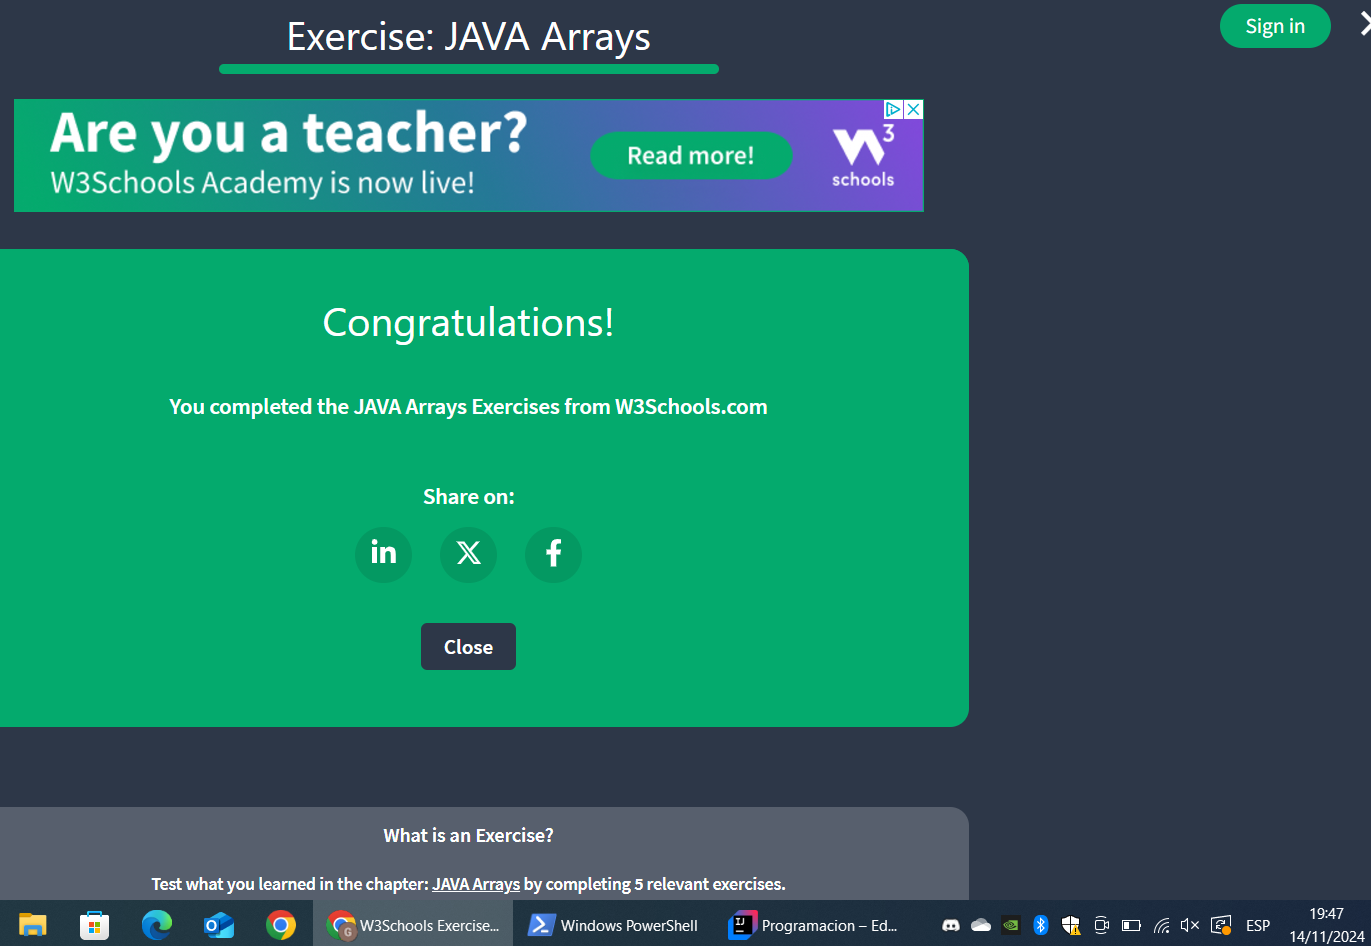 Exercise: JAVA Arrays
Sign in
Are you a teacher?
W3Schools Academy is now live!
Read more!
W3
schools
Congratulations!
You completed the JAVA Arrays Exercises from W3Schools.com
Share on:
in
X
f
Close
What is an Exercise?
Test what you learned in the chapter: JAVA Arrays by completing 5 relevant exercises.
W3Schools Exercise...
Windows PowerShell
Programacion – Ed...
ESP
19:47
14/11/2024